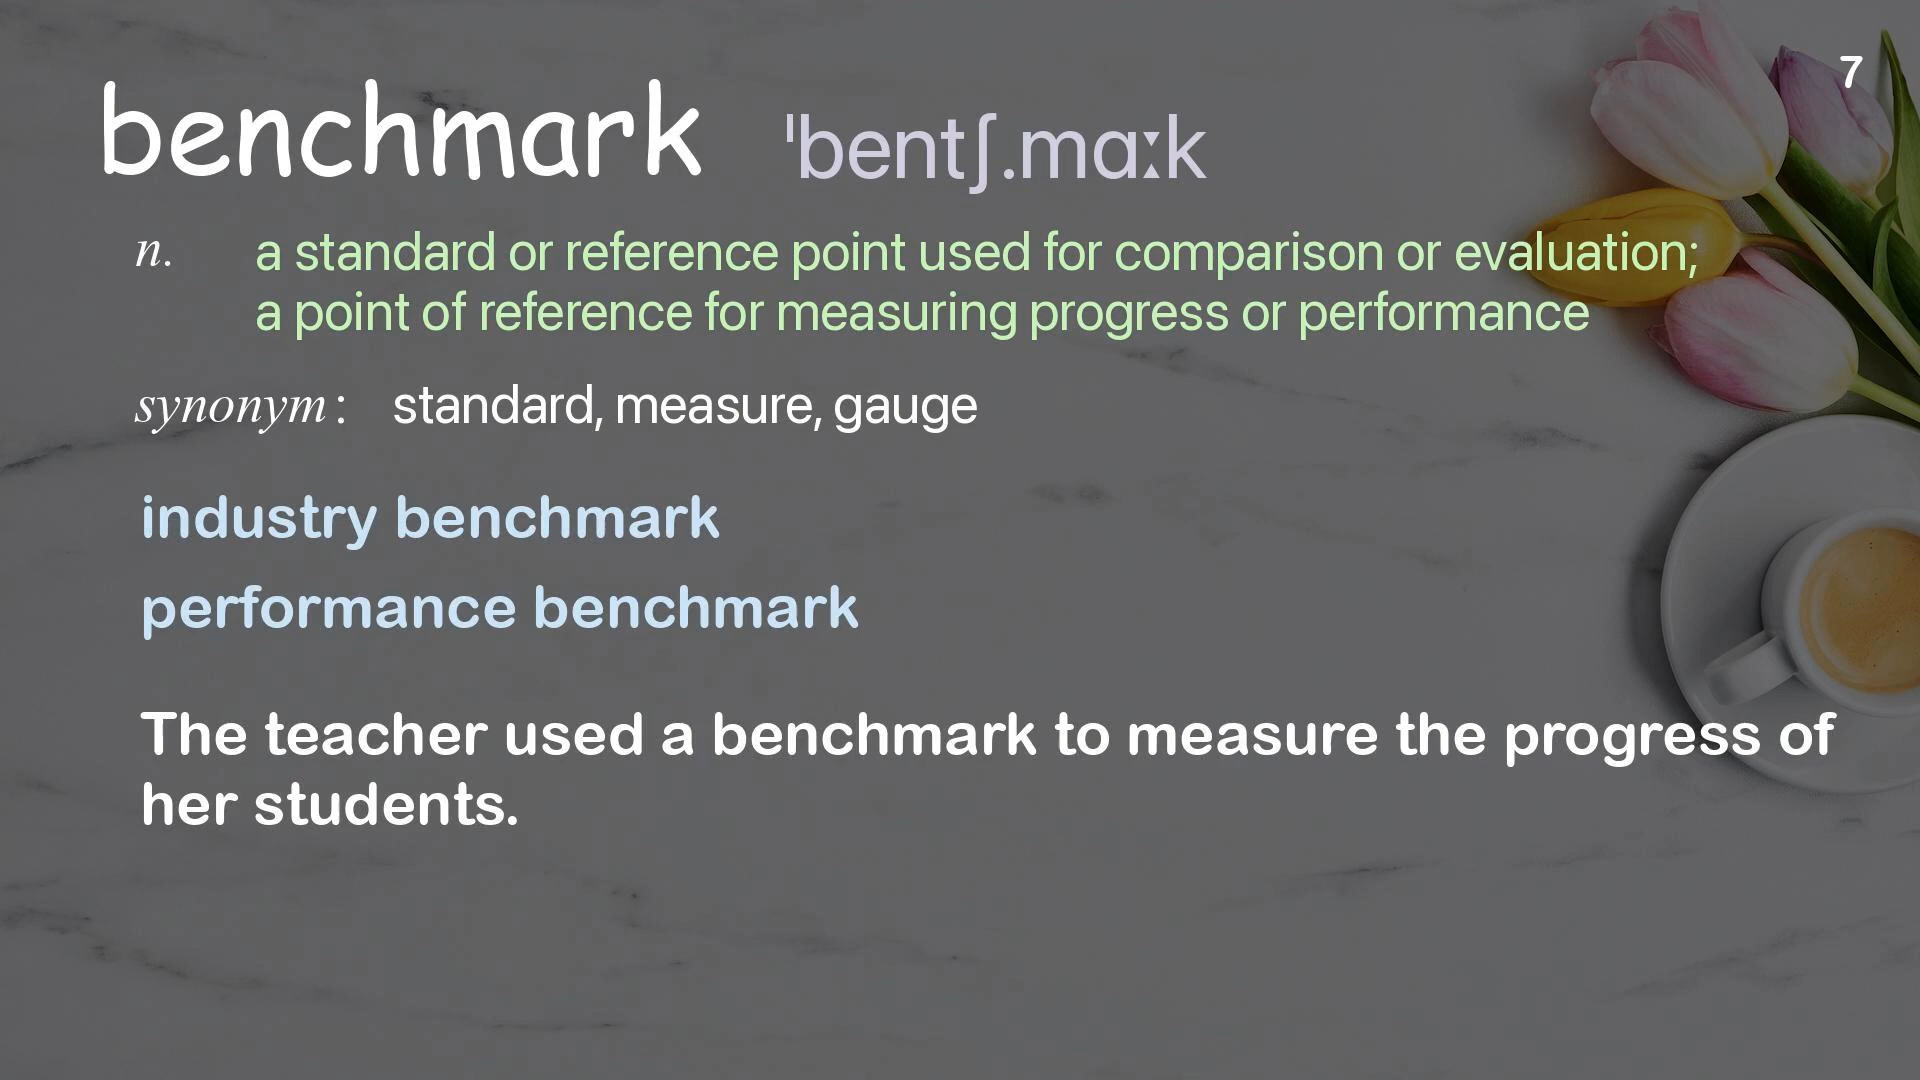 7
benchmark ˈbentʃ.mɑːk
n. a standard or reference point used for comparison or evaluation;
a point of reference for measuring progress or performance
synonym: standard, measure, gauge
industry benchmark
performance benchmark
The teacher used a benchmark to measure the progress of
her students.